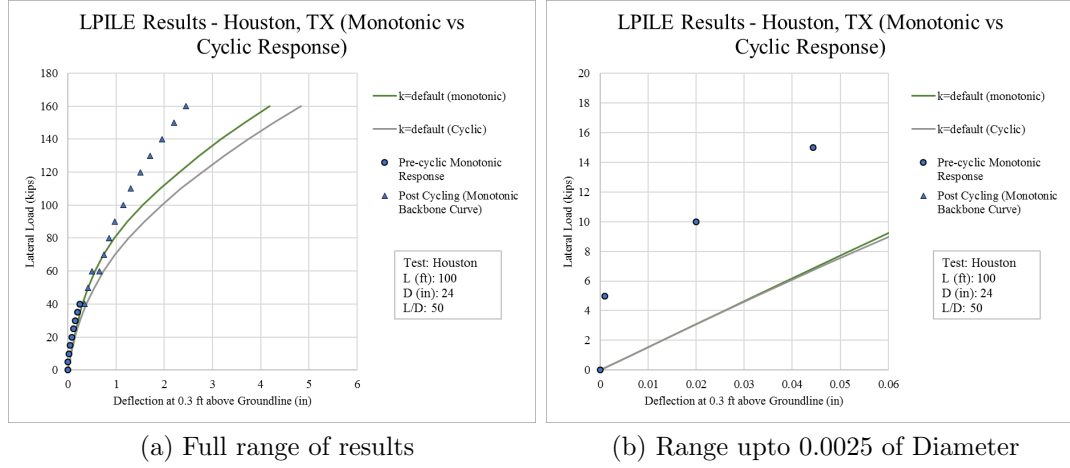 LPILE Results - Houston, TX (Monotonic vs
Cyclic Response)
180
160
140
120
100
80
60
40
20
0
Lateral Load (kips)
0 1 2 3 4 5 6
Deflection at 0.3 ft above Groundline (in)
k=default (monotonic)
k=default (Cyclic)
Pre-cyclic Monotonic
Response
Post Cycling (Monotonic
Backbone Curve)
Test: Houston
L (ft): 100
D (in): 24
L/D: 50
(a) Full range of results
LPILE Results - Houston, TX (Monotonic vs
Cyclic Response)
20
18
16
14
12
10
8
6
4
2
0
Lateral Load (kips)
0 0.01 0.02 0.03 0.04 0.05 0.06
Deflection at 0.3 ft above Groundline (in)
k=default (monotonic)
k=default (Cyclic)
Pre-cyclic Monotonic
Response
Post Cycling (Monotonic
Backbone Curve)
Test: Houston
L (ft): 100
D (in): 24
L/D: 50
(b) Range upto 0.0025 of Diameter